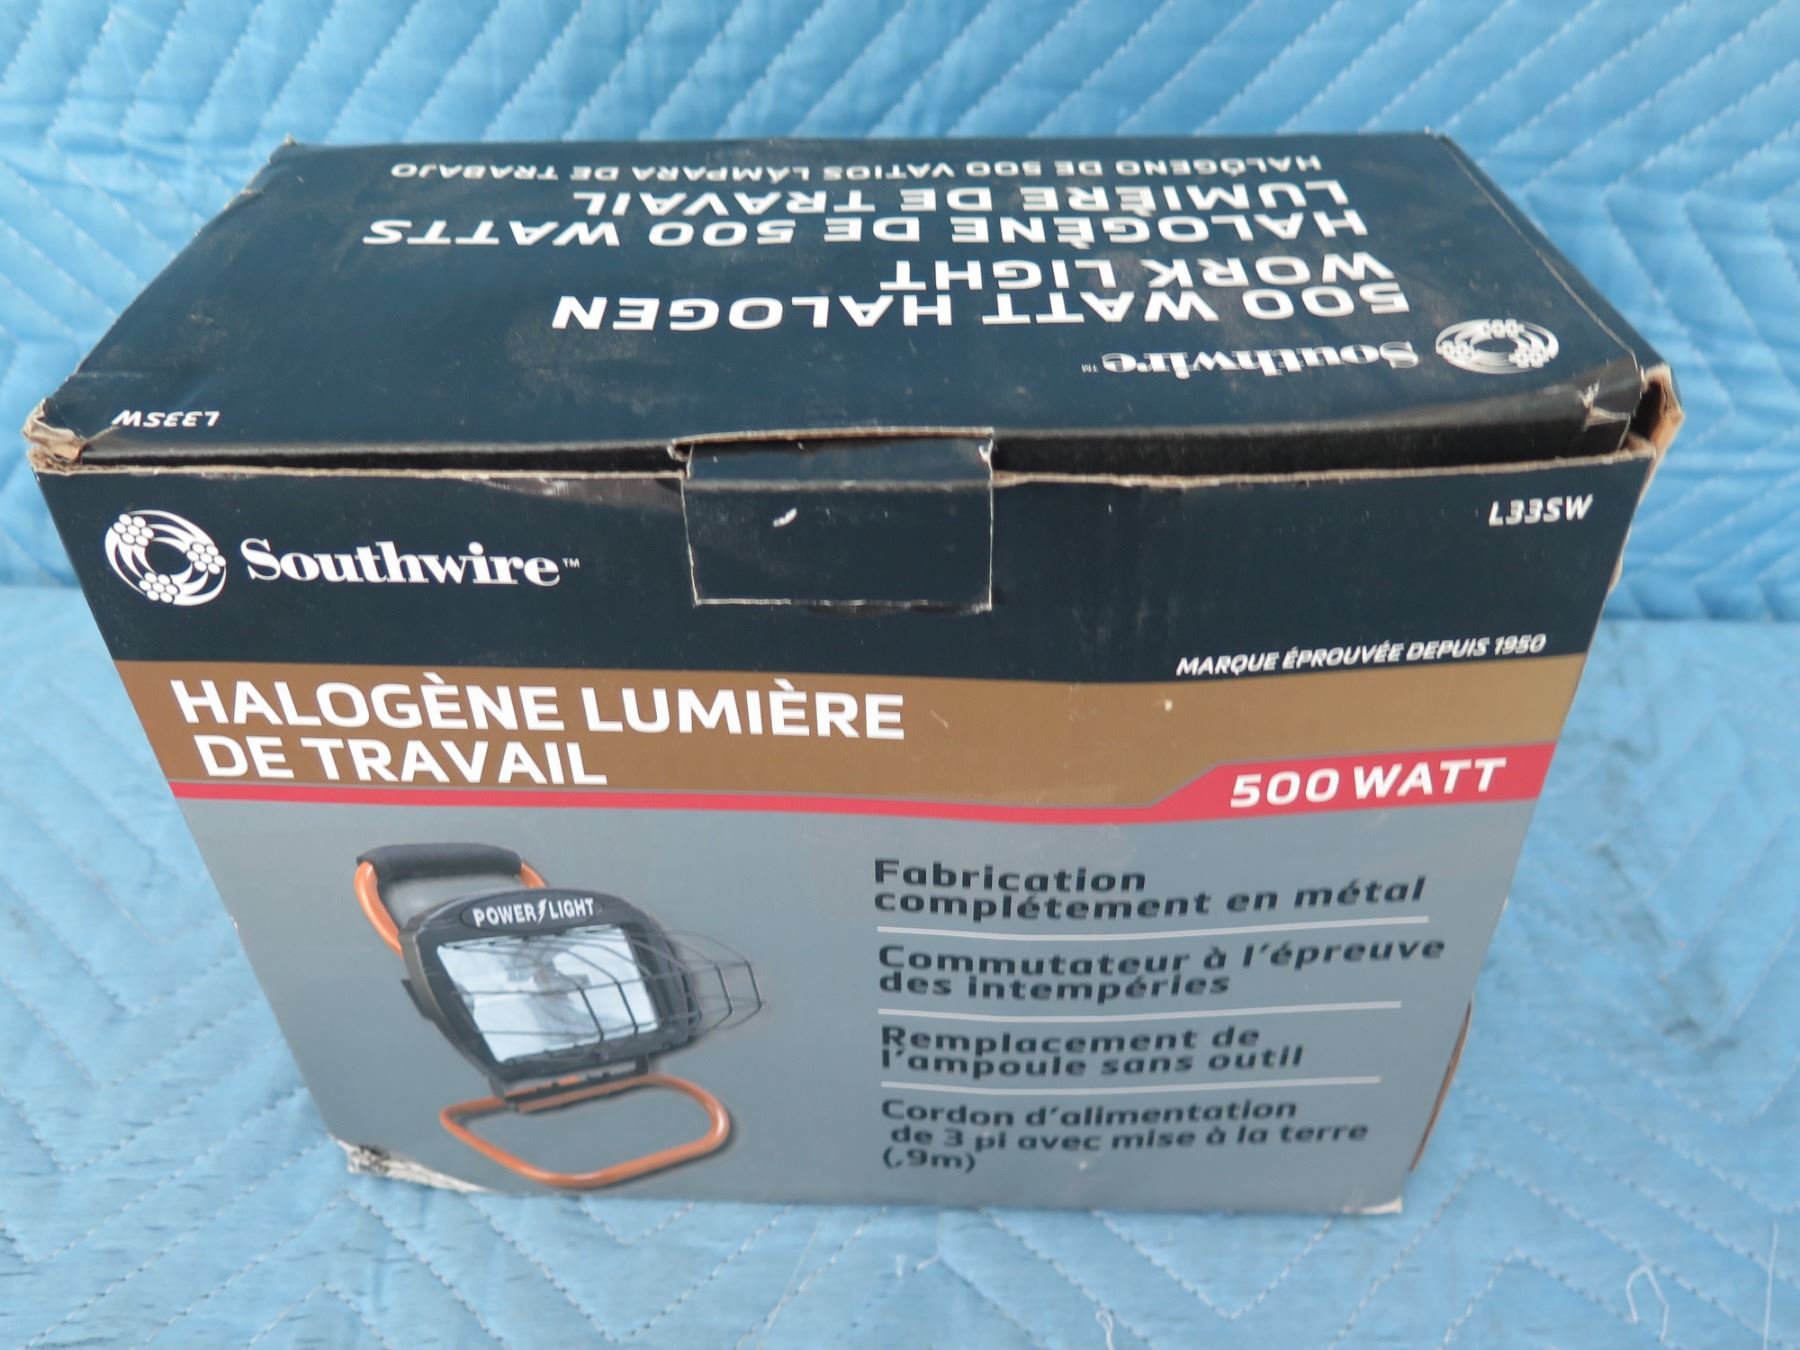 Southwire™
500 WATT HALOGEN
WORK LIGHT
HALOGÈNE DE 500 WATTS
LUMIÈRE DE TRAVAIL
HALÓGENO DE 500 VATIOS LÁMPARA DE TRABAJO
L33SW
Southwire™
L33SW
MARQUE ÉPROUVÉE DEPUIS 1950
HALOGÈNE LUMIÈRE
DE TRAVAIL
500 WATT
POWER LIGHT
Fabrication
complétement en métal
Commutateur à l'épreuve
des intempéries
Remplacement de
l'ampoule sans outil
Cordon d'alimentation
de 3 pi avec mise à la terre
(,9m)